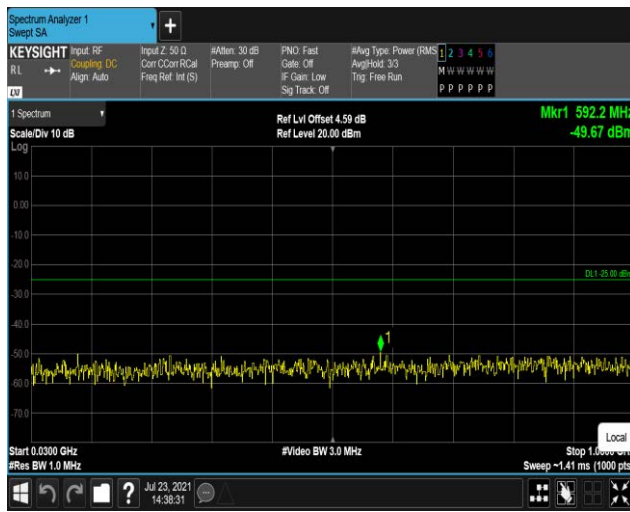 Spectrum Analyzer 1
Swept SA
+
KEYSIGHT Input: RF Input Z: 50 Ω #Atten: 30 dB PNO: Fast #Avg Type: Power (RMS 1 2 3 4 5 6
RL Coupling: DC Corr CCorr RCal Preamp: Off Gate: Off Avg|Hold: 3/3 M W W W W W
Align: Auto Freq Ref: Int (S) IF Gain: Low Trig: Free Run
LXI Sig Track: Off P P P P P P
1 Spectrum Ref Lvl Offset 4.59 dB Mkr1 592.2 MHz
Scale/Div 10 dB Ref Level 20.00 dBm -49.67 dBm
Log
10.0
0.00
-10.0
-20.0
DL1 -25.00 dBm
-30.0
-40.0
1
-50.0
-60.0
-70.0
Local
Start 0.0300 GHz #Video BW 3.0 MHz Stop 1.0000 GHz
#Res BW 1.0 MHz Sweep ~1.41 ms (1000 pts
? Jul 23, 2021
14:38:31